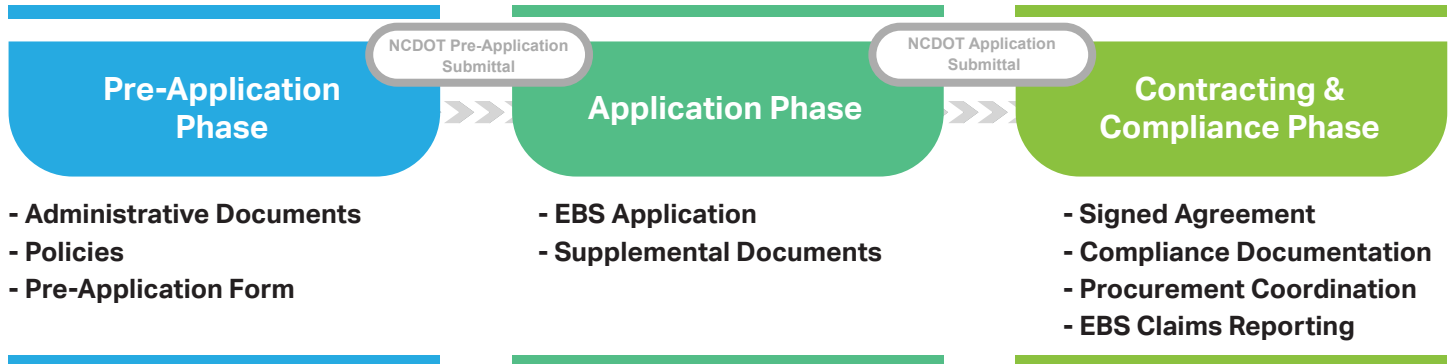 NCDOT Pre-Application
Submittal
NCDOT Application
Submittal
Pre-Application
Phase
Application Phase
Contracting &
Compliance Phase
- Administrative Documents
- Policies
- Pre-Application Form
- EBS Application
- Supplemental Documents
- Signed Agreement
- Compliance Documentation
- Procurement Coordination
- EBS Claims Reporting